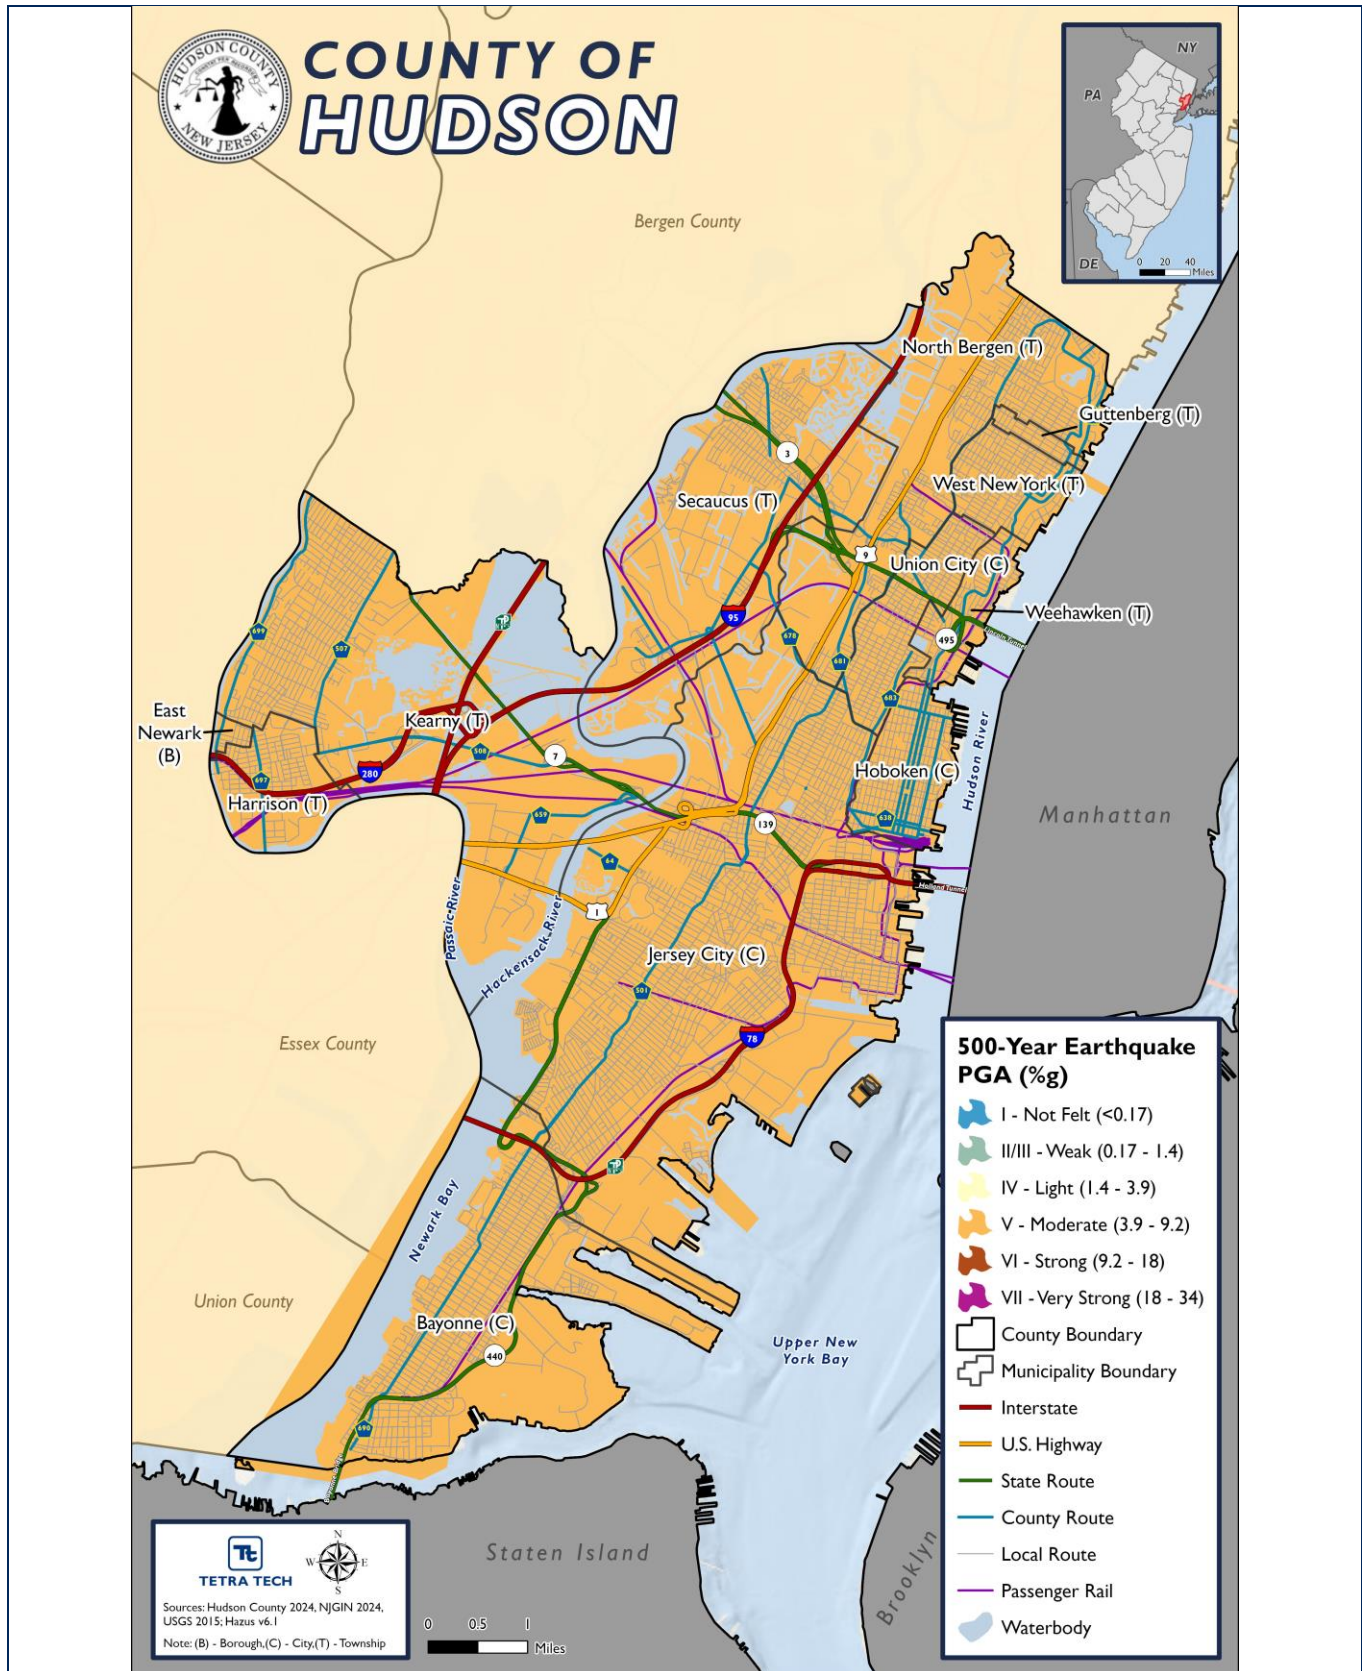 HUDSON COUNTY
NEW JERSEY
COUNTY OF
HUDSON
NY
PA
DE
0 20 40
Miles
Bergen County
North Bergen (T)
Guttenberg (T)
3
West New York (T)
Secaucus (T)
9
Union City (C)
Weehawken (T)
95
495
Lincoln Tunnel
699
507
678
681
683
East
Newark
(B)
Kearny (T)
508
7
280
697
Harrison (T)
Hoboken (C)
Hudson River
Manhattan
659
139
638
64
Holland Tunnel
1
Passaic River
Hackensack River
Jersey City (C)
501
Essex County
78
Newark Bay
Union County
Bayonne (C)
440
Upper New
York Bay
690
Staten Island
Brooklyn
500-Year Earthquake
PGA (%g)
I - Not Felt (<0.17)
II/III - Weak (0.17 - 1.4)
IV - Light (1.4 - 3.9)
V - Moderate (3.9 - 9.2)
VI - Strong (9.2 - 18)
VII - Very Strong (18 - 34)
County Boundary
Municipality Boundary
Interstate
U.S. Highway
State Route
County Route
Local Route
Passenger Rail
Waterbody
Tt
TETRA TECH
N
W E
S
Sources: Hudson County 2024, NJGIN 2024,
USGS 2015; Hazus v6.1
Note: (B) - Borough,(C) - City,(T) - Township
0 0.5 1
Miles